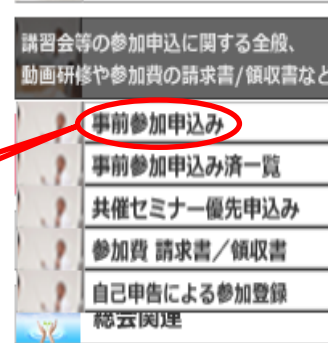 講習会等の参加申込に関する全般、
動画研修や参加費の請求書/領収書など
事前参加申込み
事前参加申込み済一覧
共催セミナー優先申込み
参加費 請求書／領収書
自己申告による参加登録
総会関連